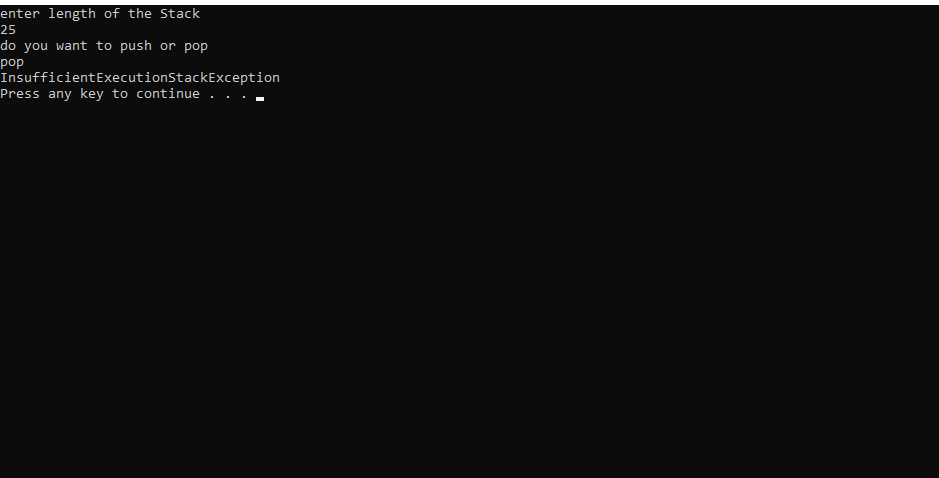 enter length of the Stack
25
do you want to push or pop
pop
InsufficientExecutionStackException
Press any key to continue . . .